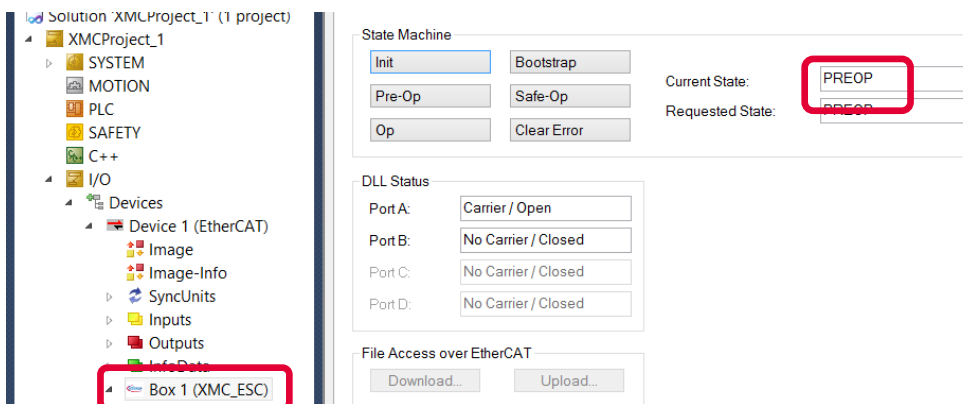 Solution 'XMCProject_1' (1 project)
XMCProject_1
SYSTEM
MOTION
PLC
SAFETY
C++
I/O
Devices
Device 1 (EtherCAT)
Image
Image-Info
SyncUnits
Inputs
Outputs
InfoData
Box 1 (XMC_ESC)
State Machine
Init
Bootstrap
Pre-Op
Safe-Op
Op
Clear Error
Current State:
PREOP
Requested State:
PREOP
DLL Status
Port A:
Carrier / Open
Port B:
No Carrier / Closed
Port C:
No Carrier / Closed
Port D:
No Carrier / Closed
File Access over EtherCAT
Download...
Upload...